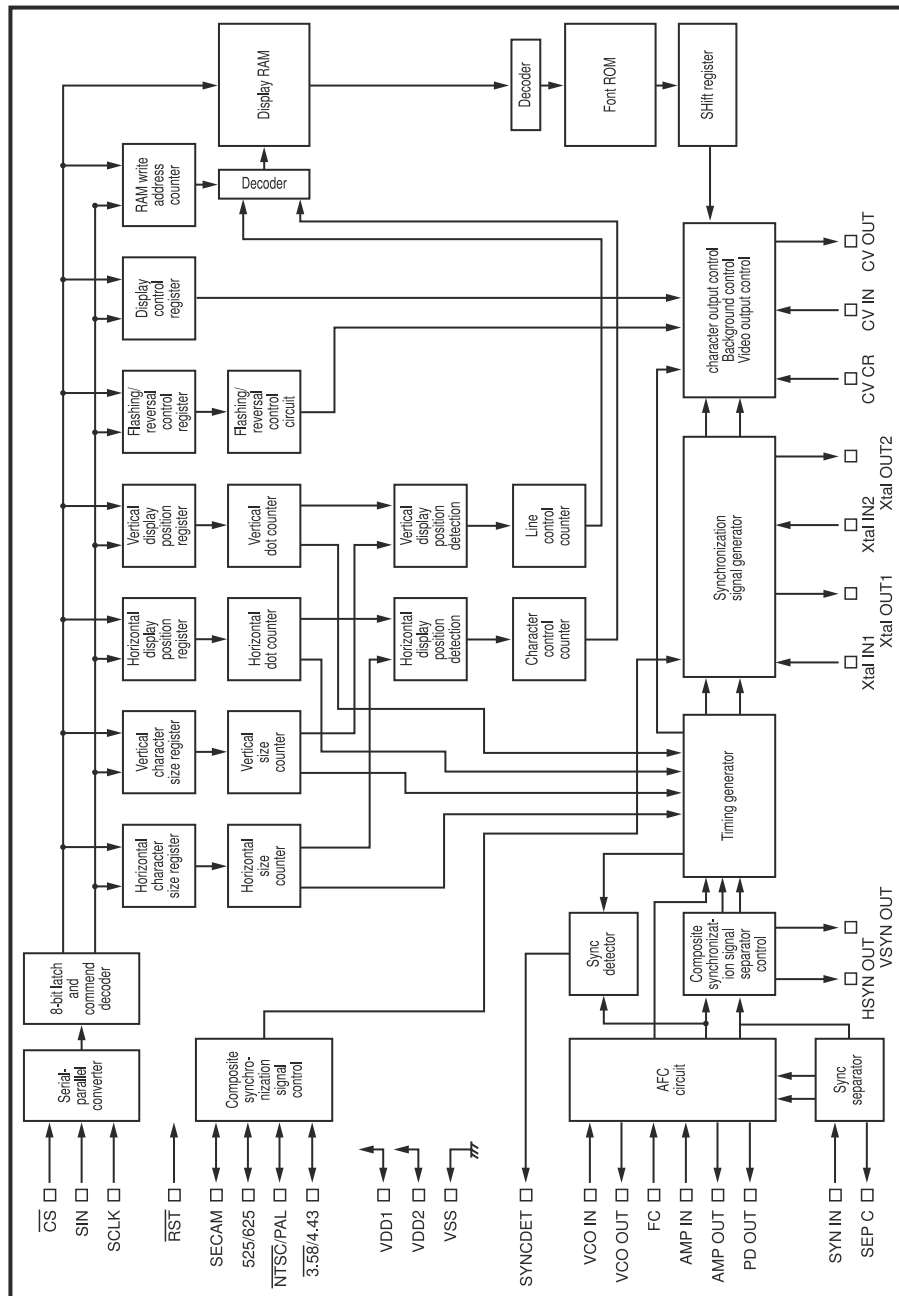 CS
SIN
SCLK
RST
SECAM
525/625
NTSC/PAL
3.58/4.43
VDD1
VDD2
VSS
SYNCDET
VCO IN
VCO OUT
FC
AMP IN
AMP OUT
PD OUT
SYN IN
SEP C
Serial-
parallel
converter
8-bit latch
and
commend
decoder
Composite
synchro-
nization
signal
control
AFC
circuit
Sync
separator
Sync
detector
Composite
synchronizat-
ion signal
separator
control
HSYN OUT
VSYN OUT
Horizontal
character
size register
Horizontal
size
counter
Vertical
character
size register
Vertical
size
counter
Horizontal
display
position
register
Horizontal
dot counter
Horizontal
display
position
detection
Character
control
counter
Vertical
display
position
register
Vertical
dot counter
Vertical
display
position
detection
Line
control
counter
Flashing/
reversal
control
register
Flashing/
reversal
control
circuit
Display
control
register
RAM write
address
counter
Decoder
Display RAM
Decoder
Font ROM
SHift register
Timing generator
Synchronization
signal generator
character output control
Background control
Video output control
Xtal IN1
Xtal OUT1
Xtal IN2
Xtal OUT2
CV CR
CV IN
CV OUT